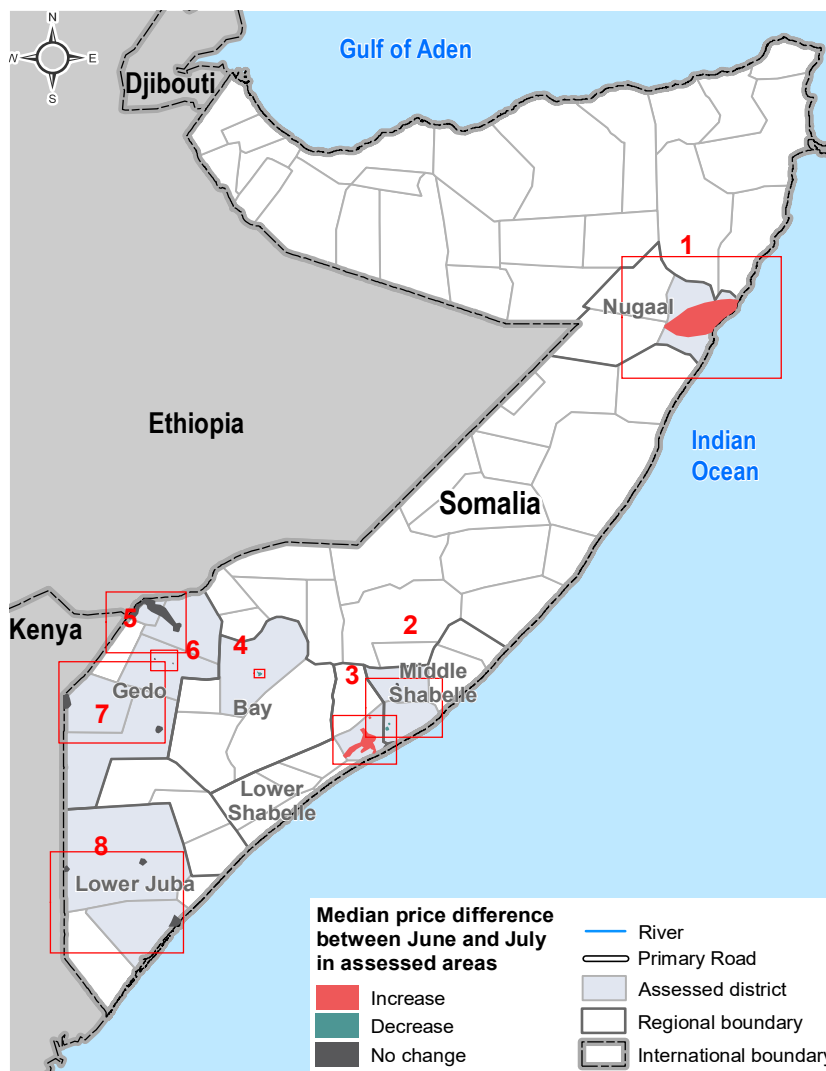 N
W
E
S
Gulf of Aden
Djibouti
1
Nugaal
Ethiopia
Indian
Ocean
Somalia
Kenya
5
6
4
2
3
Middle
Shabelle
Gedo
7
Bay
Lower
Shabelle
8
Lower Juba
Median price difference
between June and July
in assessed areas
Increase
Decrease
No change
River
Primary Road
Assessed district
Regional boundary
International boundary